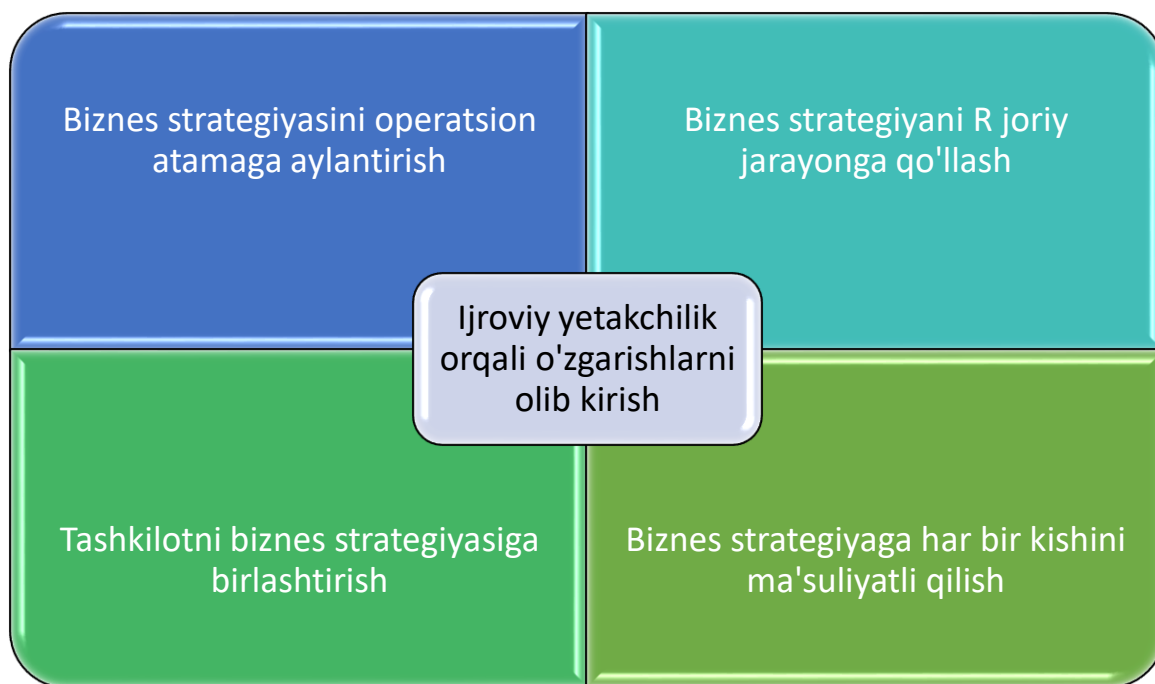 Biznes strategiyasini operatsion
atamaga aylantirish
Biznes strategiyani R joriy
jarayonga qo'llash
Ijroviy yetakchilik
orqali o'zgarishlarni
olib kirish
Tashkilotni biznes strategiyasiga
birlashtirish
Biznes strategiyaga har bir kishini
ma'suliyatli qilish